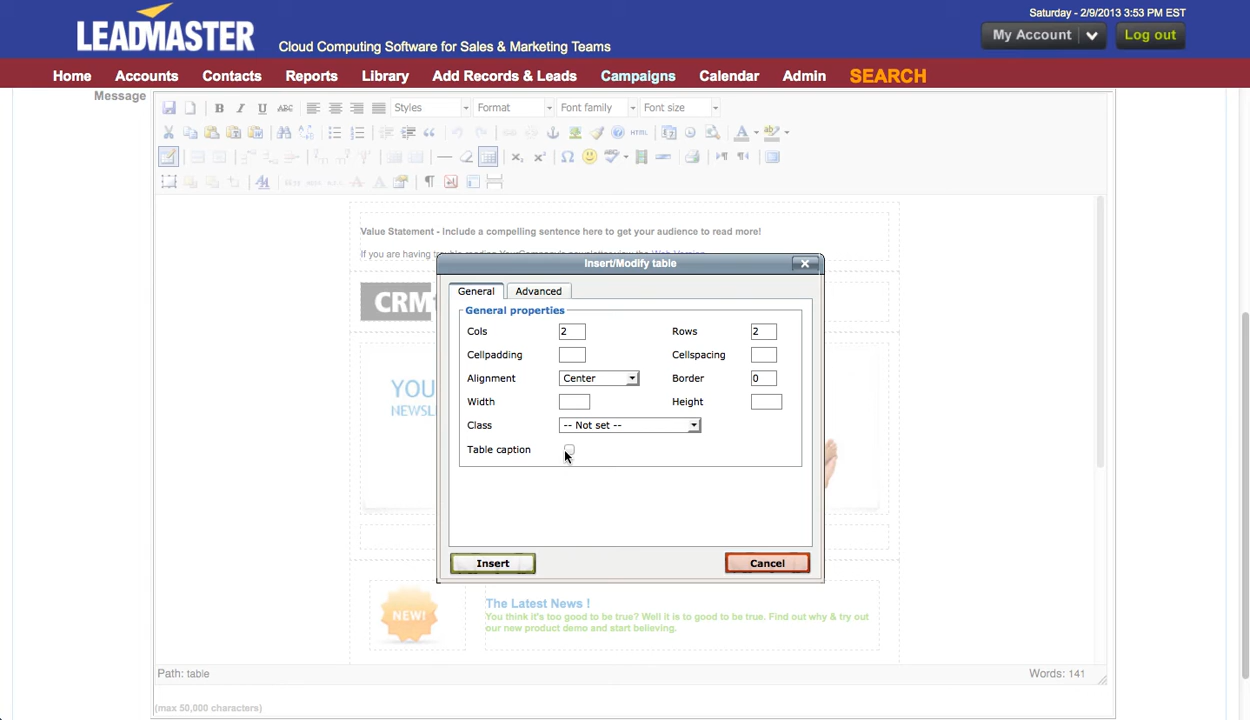 Saturday - 2/9/2013 3:53 PM EST
LEADMASTER
Cloud Computing Software for Sales & Marketing Teams
My Account
Log out
Home Accounts Contacts Reports Library Add Records & Leads Campaigns Calendar Admin SEARCH
Message
B I U ABC Styles Format Font family Font size
HTML
Value Statement - Include a compelling sentence here to get your audience to read more!
If you are having
Insert/Modify table
General Advanced
General properties
CRM
Cols 2 Rows 2
Cellpadding Cellspacing
Alignment Center Border 0
YOU
NEWSL
Width Height
Class -- Not set --
Table caption
Insert Cancel
The Latest News !
NEW!
You think it's too good to be true? Well it is to good to be true. Find out why & try out
our new product demo and start believing.
Path: table Words: 141
(max 50,000 characters)